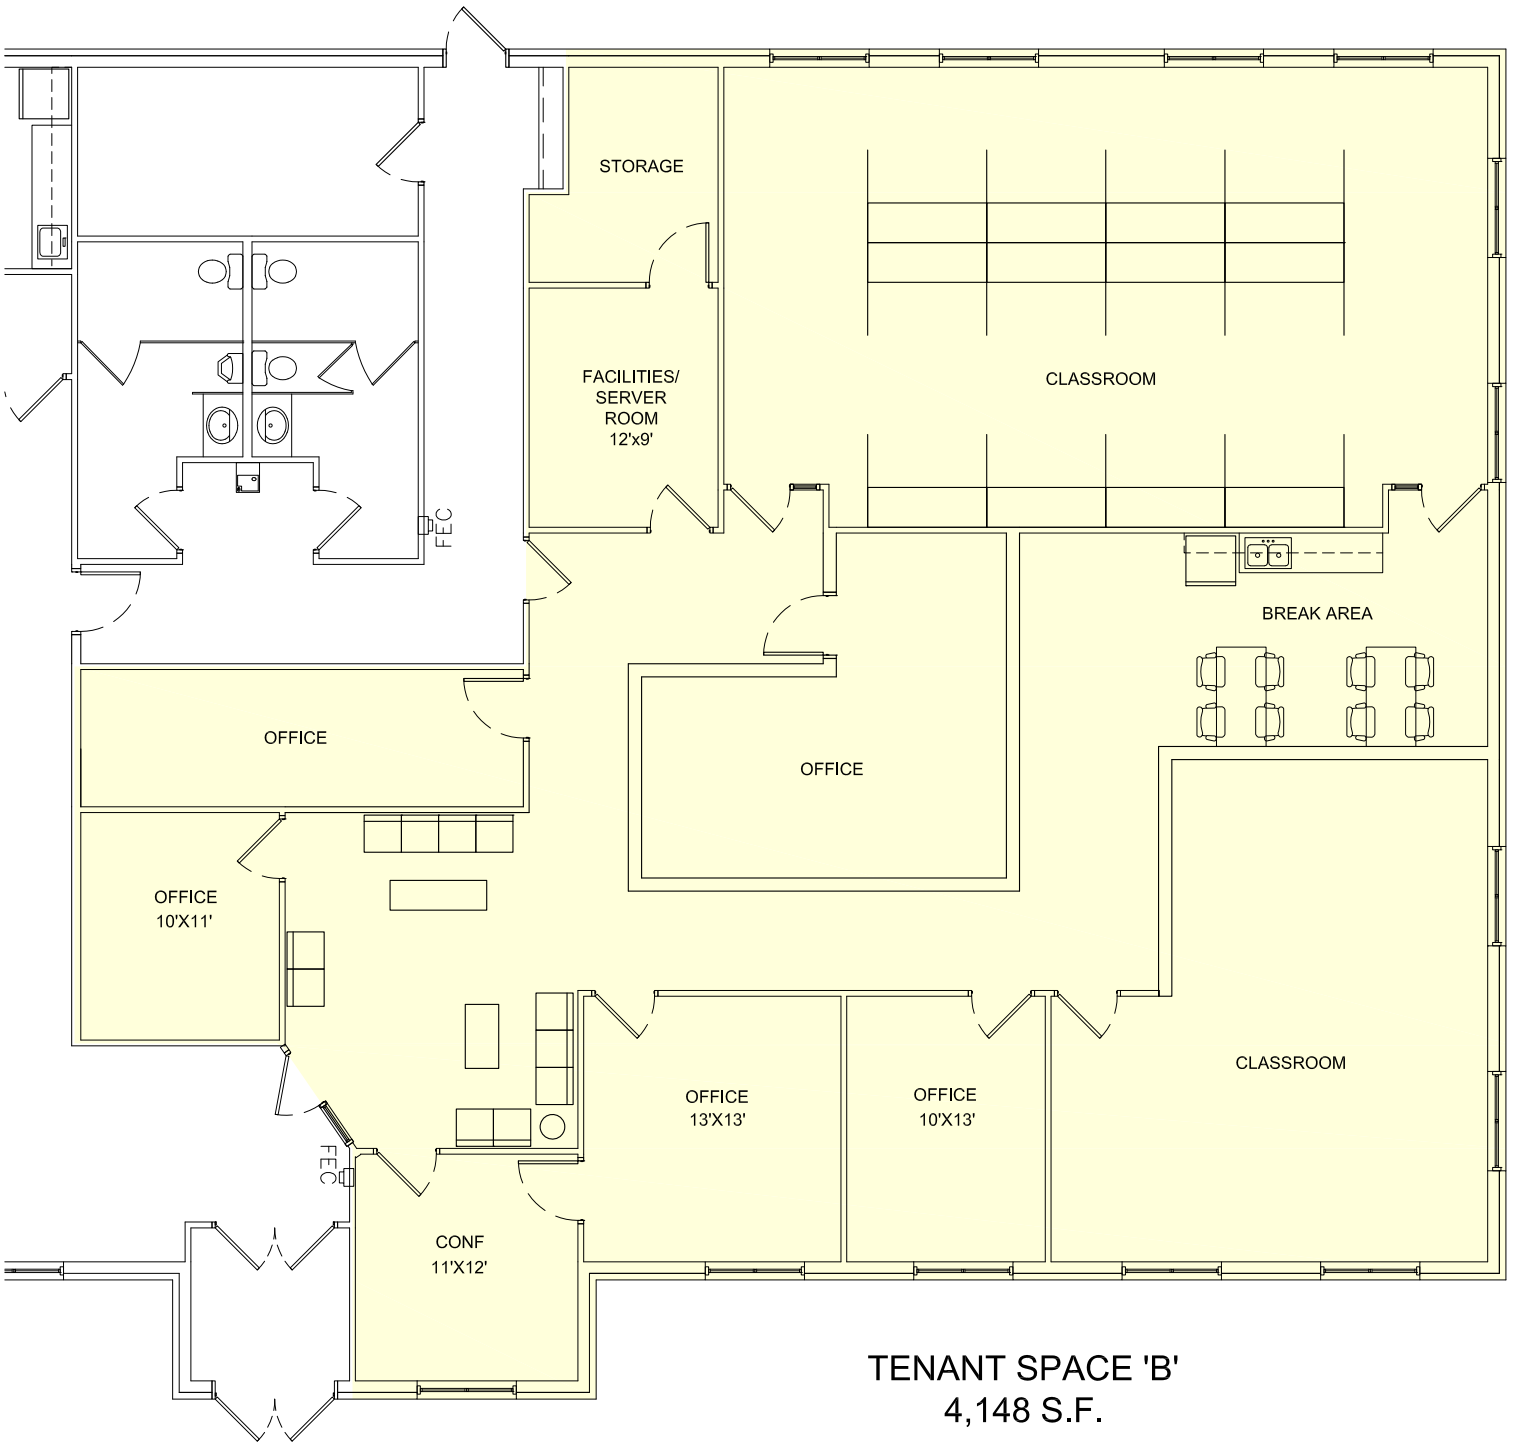 STORAGE
FACILITIES/
SERVER
ROOM
12'x9'
CLASSROOM
FEC
BREAK AREA
OFFICE
OFFICE
OFFICE
10'X11'
CLASSROOM
OFFICE
13'X13'
OFFICE
10'X13'
FEC
CONF
11'X12'
TENANT SPACE 'B'
4,148 S.F.